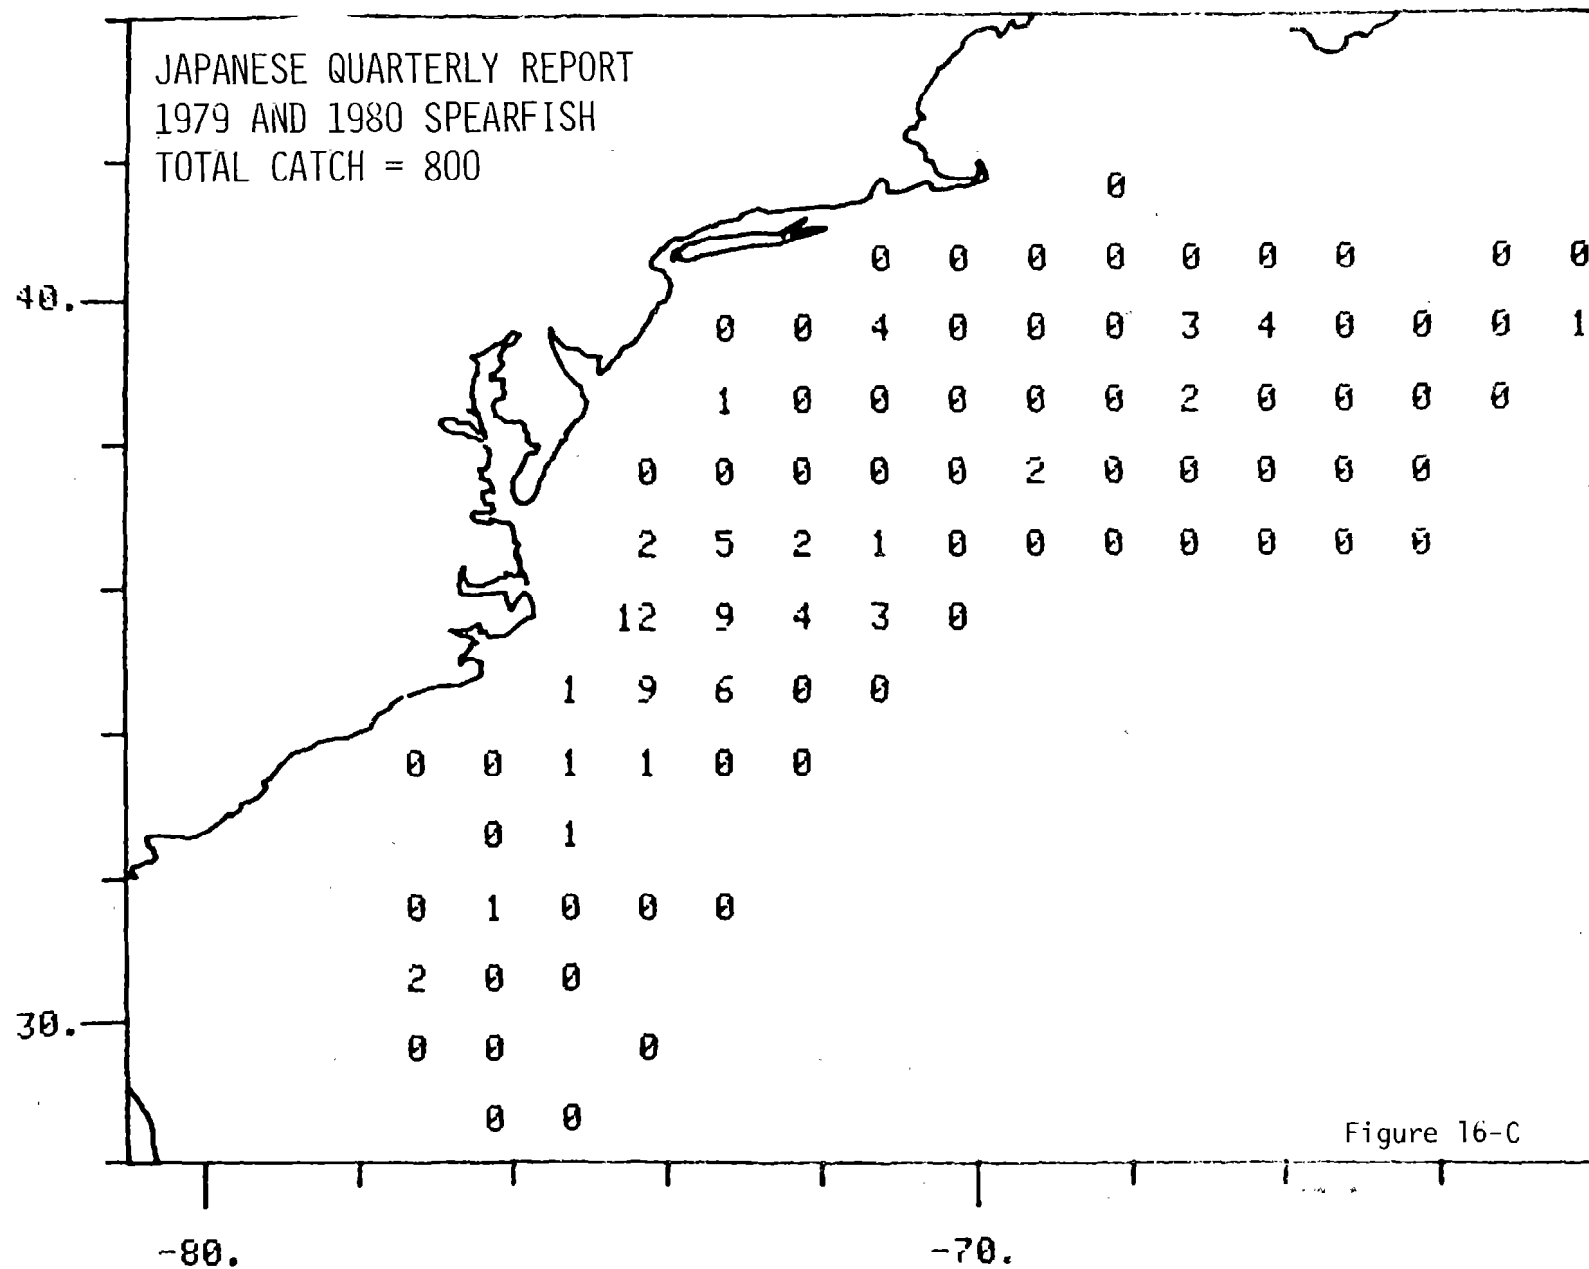 JAPANESE QUARTERLY REPORT
1979 AND 1980 SPEARFISH
TOTAL CATCH = 800
0
0 0 0 0 0 0 0 0 0
40.
0 0 4 0 0 0 3 4 0 0 0 1
1 0 0 0 0 0 2 0 0 0 0
0 0 0 0 0 2 0 0 0 0 0
2 5 2 1 0 0 0 0 0 0 0
12 9 4 3 0
1 9 6 0 0
0 0 1 1 0 0
0 1
0 1 0 0 0
2 0 0
30.
0 0 0
0 0
Figure 16-C
-80. -70.